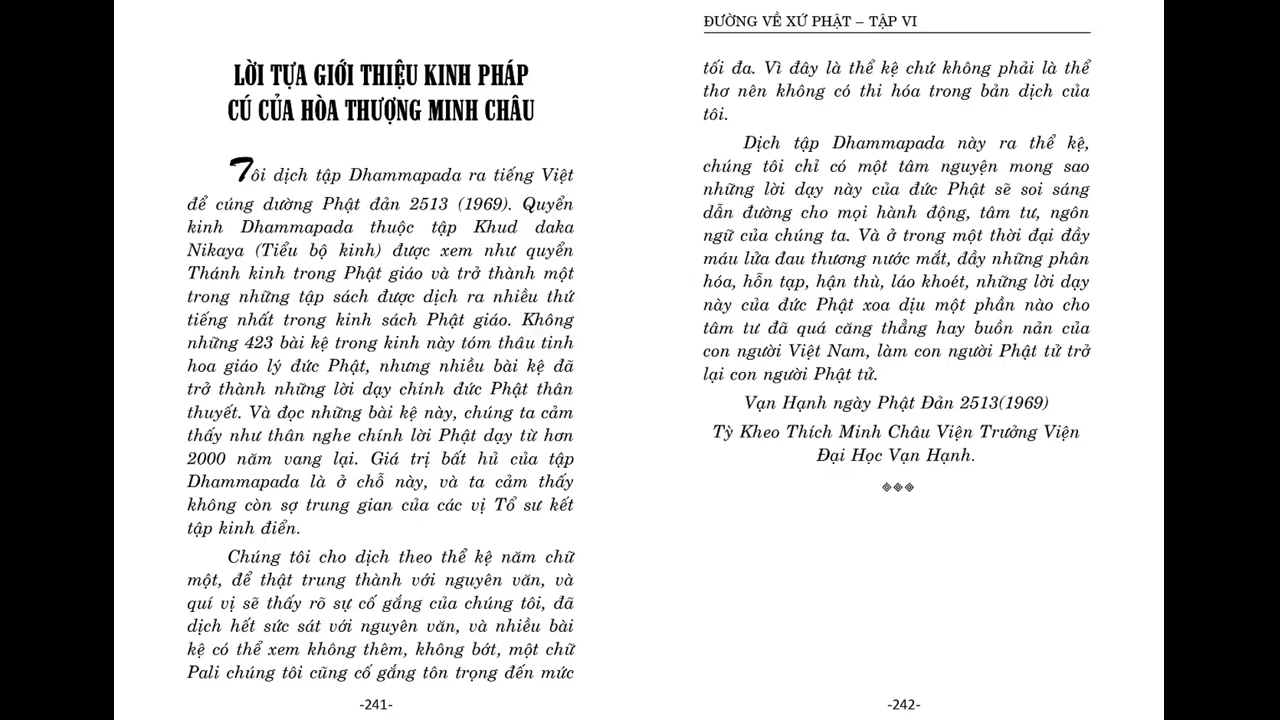 LỜI TỰA GIỚI THIỆU KINH PHÁP
CÚ CỦA HÒA THƯỢNG MINH CHÂU
Tôi dịch tập Dhammapada ra tiếng Việt
để cúng dường Phật đản 2513 (1969). Quyển
kinh Dhammapada thuộc tập Khud daka
Nikaya (Tiểu bộ kinh) được xem như quyển
Thánh kinh trong Phật giáo và trở thành một
trong những tập sách được dịch ra nhiều thứ
tiếng nhất trong kinh sách Phật giáo. Không
những 423 bài kệ trong kinh này tóm thâu tinh
hoa giáo lý đức Phật, nhưng nhiều bài kệ đã
trở thành những lời dạy chính đức Phật thân
thuyết. Và đọc những bài kệ này, chúng ta cảm
thấy như thân nghe chính lời Phật dạy từ hơn
2000 năm vang lại. Giá trị bất hủ của tập
Dhammapada là ở chỗ này, và ta cảm thấy
không còn sợ trung gian của các vị Tổ sư kết
tập kinh điển.
Chúng tôi cho dịch theo thể kệ năm chữ
một, để thật trung thành với nguyên văn, và
quí vị sẽ thấy rõ sự cố gắng của chúng tôi, đã
dịch hết sức sát với nguyên văn, và nhiều bài
kệ có thể xem không thêm, không bớt, một chữ
Pali chúng tôi cũng cố gắng tôn trọng đến mức
-241-
ĐƯỜNG VỀ XỨ PHẬT – TẬP VI
tối đa. Vì đây là thể kệ chứ không phải là thể
thơ nên không có thi hóa trong bản dịch của
tôi.
Dịch tập Dhammapada này ra thể kệ,
chúng tôi chỉ có một tâm nguyện mong sao
những lời dạy này của đức Phật sẽ soi sáng
dẫn đường cho mọi hành động, tâm tư, ngôn
ngữ của chúng ta. Và ở trong một thời đại đầy
máu lửa đau thương nước mắt, đầy những phân
hóa, hỗn tạp, hận thù, láo khoét, những lời dạy
này của đức Phật xoa dịu một phần nào cho
tâm tư đã quá căng thẳng hay buồn nản của
con người Việt Nam, làm con người Phật tử trở
lại con người Phật tử.
Vạn Hạnh ngày Phật Đản 2513(1969)
Tỳ Kheo Thích Minh Châu Viện Trưởng Viện
Đại Học Vạn Hạnh.
-242-